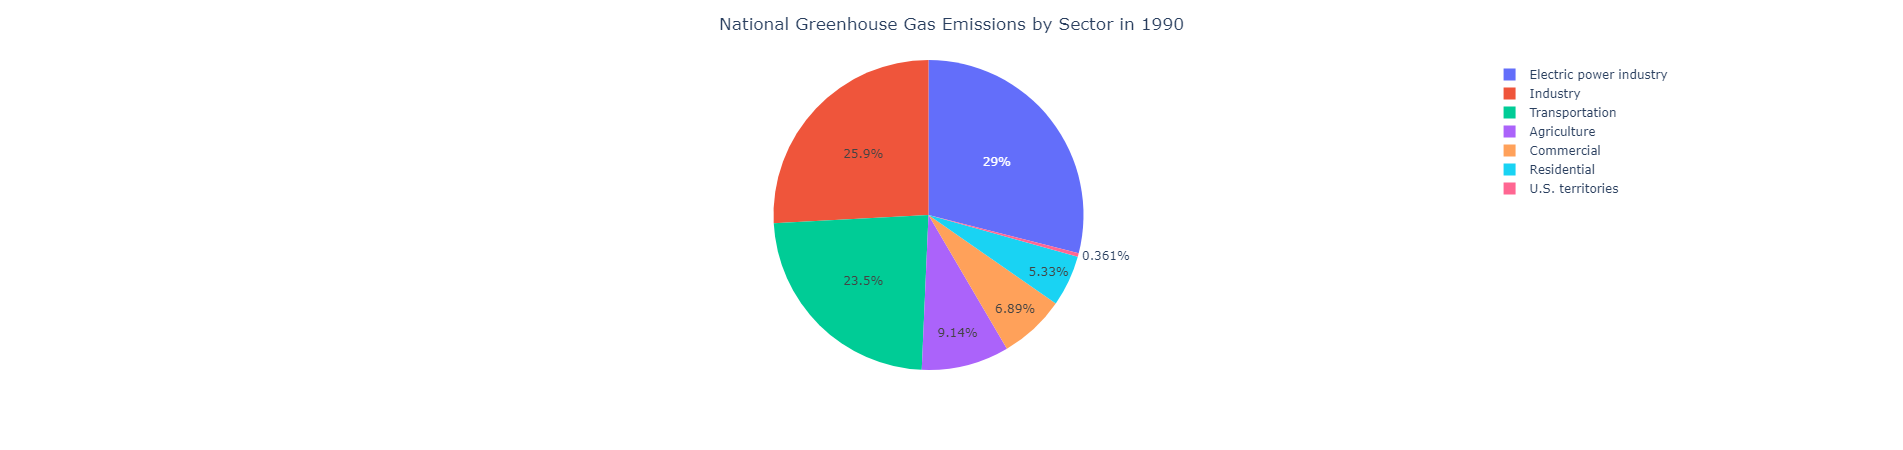 National Greenhouse Gas Emissions by Sector in 1990
Electric power industry
Industry
Transportation
Agriculture
Commercial
Residential
U.S. territories
25.9%
29%
0.361%
5.33%
23.5%
6.89%
9.14%